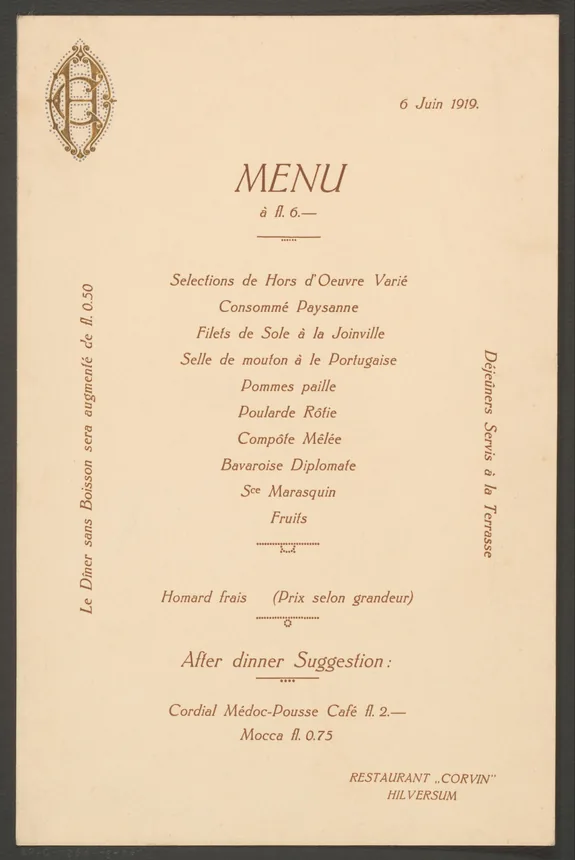 6 Juin 1919.
MENU
à fl. 6.—
Selections de Hors d'Oeuvre Varié
Consommé Paysanne
Filets de Sole à la Joinville
Selle de mouton à le Portugaise
Pommes paille
Poularde Rôtie
Compôte Mêlée
Bavaroise Diplomate
Sce Marasquin
Fruits
Homard frais (Prix selon grandeur)
After dinner Suggestion:
Cordial Médoc-Pousse Café fl. 2.—
Mocca fl. 0.75
RESTAURANT „CORVIN"
HILVERSUM
Le Dîner sans Boisson sera augmenté de fl. 0.50
Déjeûners Servis à la Terrasse